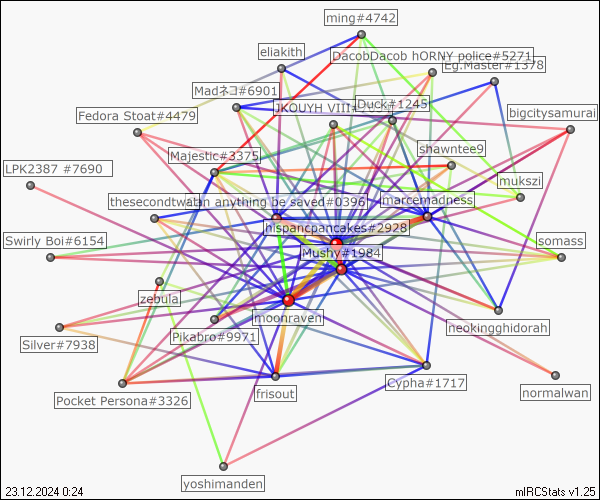 ming#4742
DacobDacob hORNY police#5271
eliakith
Eg.Master#1378
Madネコ#6901
JKOUYH VIII#
Duck#1245
bigcitysamurai
Fedora Stoat#4479
shawntee9
Majestic#3375
LPK2387 #7690
mukszi
thesecondtwat
an anything be saved#0396
marcemadness
hispanicpancakes#2928
Swirly Boi#6154
somass
Mushy#1984
zebula
moonraven
neokingghidorah
Silver#7938
Pikabro#9971
Cypha#1717
Pocket Persona#3326
frisout
normalwan
yoshimanden
23.12.2024 0:24
mIRCStats v1.25